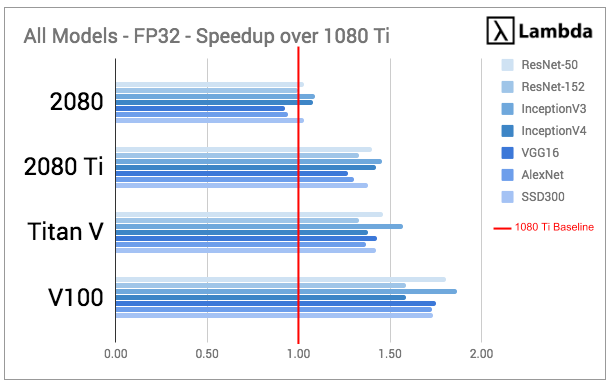 All Models - FP32 - Speedup over 1080 Ti
λ Lambda
2080
2080 Ti
Titan V
V100
0.00 0.50 1.00 1.50 2.00
ResNet-50
ResNet-152
InceptionV3
InceptionV4
VGG16
AlexNet
SSD300
1080 Ti Baseline